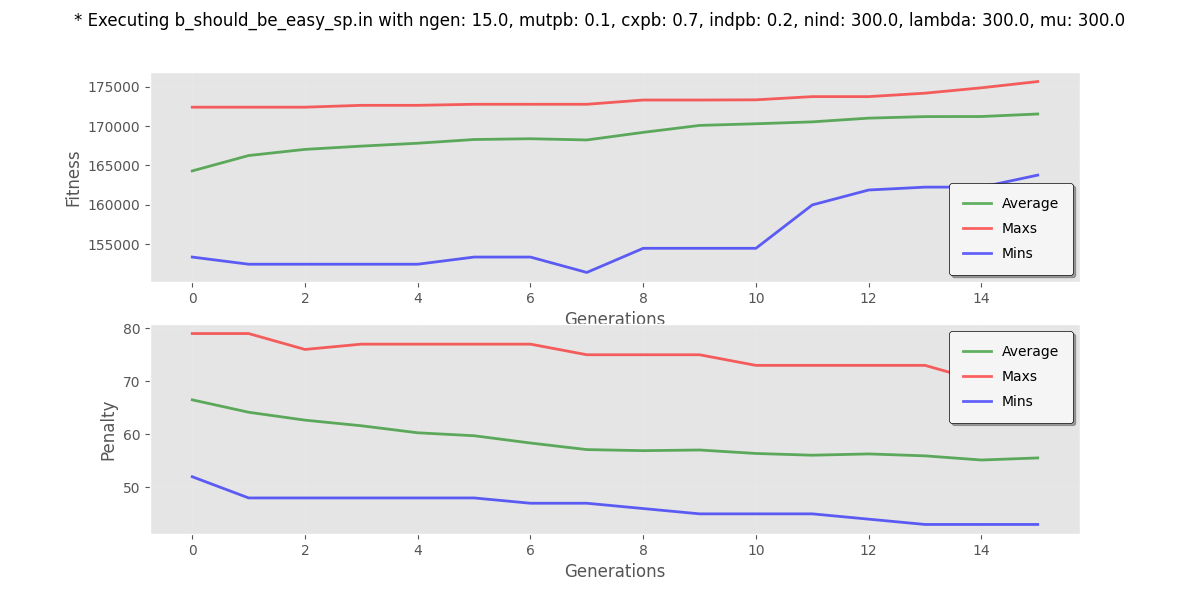 * Executing b_should_be_easy_sp.in with ngen: 15.0, mutpb: 0.1, cxpb: 0.7, indpb: 0.2, nind: 300.0, lambda: 300.0, mu: 300.0
175000
170000
165000
160000
155000
Fitness
Average
Maxs
Mins
0 2 4 6 8 10 12 14
Generations
80
70
60
50
Penalty
Average
Maxs
Mins
0 2 4 6 8 10 12 14
Generations